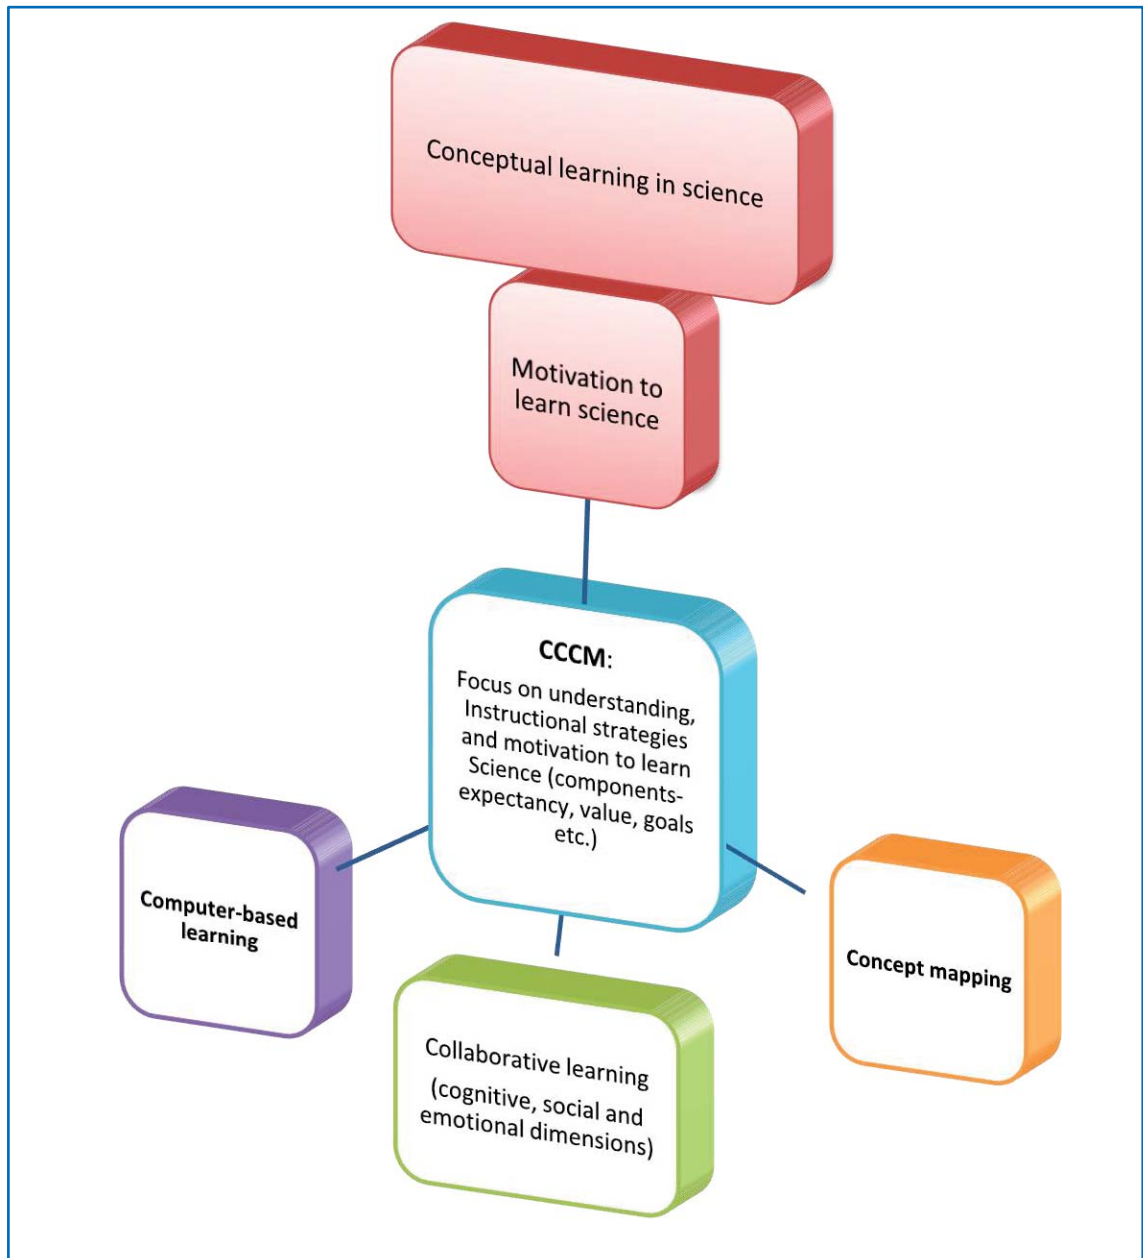 Conceptual learning in science
Motivation to
learn science
CCCM:
Focus on understanding,
Instructional strategies
and motivation to learn
Science (components-
expectancy, value, goals
etc.)
Computer-based
learning
Collaborative learning
(cognitive, social and
emotional dimensions)
Concept mapping